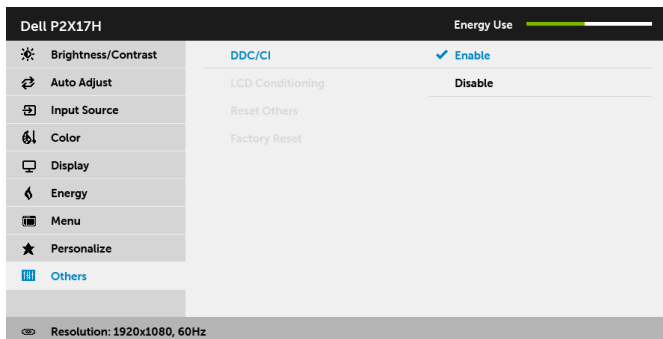 Dell P2X17H
Energy Use
Brightness/Contrast
DDC/CI
Enable
Auto Adjust
LCD Conditioning
Disable
Input Source
Reset Others
Color
Factory Reset
Display
Energy
Menu
Personalize
Others
Resolution: 1920x1080, 60Hz